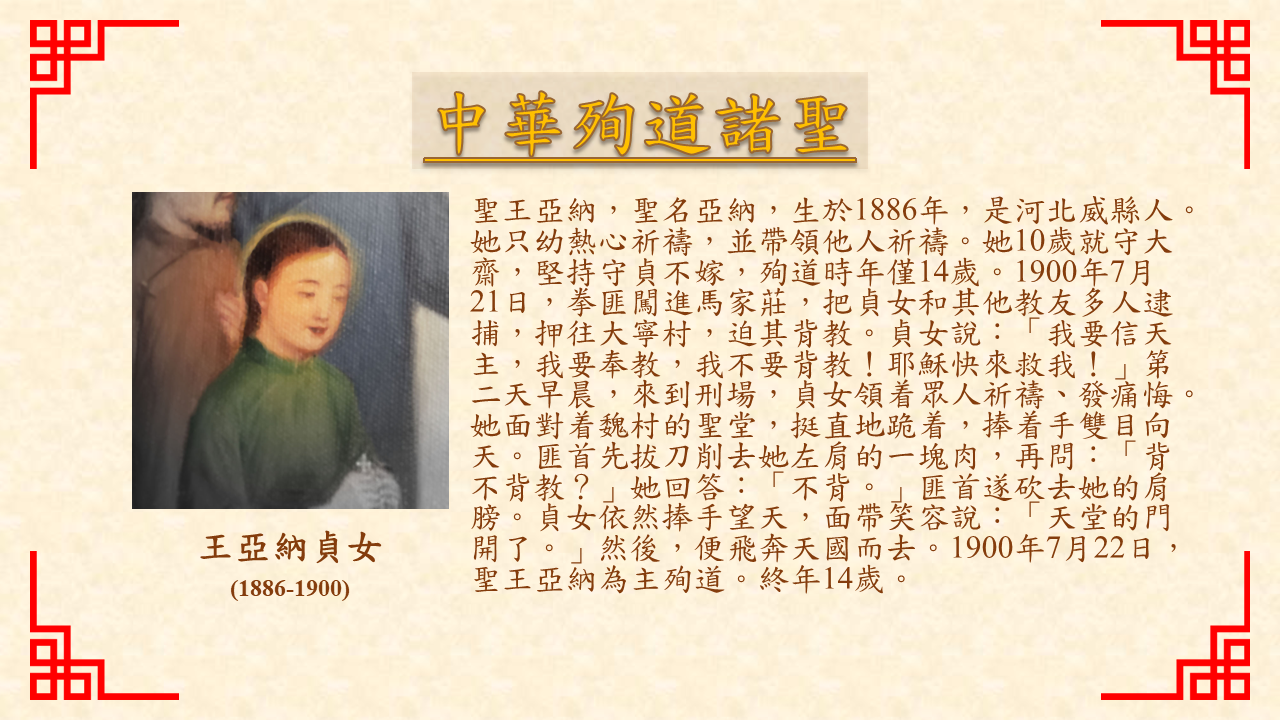 中華殉道諸聖
聖王亞納，聖名亞納，生於1886年，是河北威縣人。
她只幼熱心祈禱，並帶領他人祈禱。她10歲就守大
齋，堅持守貞不嫁，殉道時年僅14歲。1900年7月
21日，拳匪闖進馬家莊，把貞女和其他教友多人逮
捕，押往大寧村，迫其背教。貞女說：「我要信天
主，我要奉教，我不要背教！耶穌快來救我！」第
二天早晨，來到刑場，貞女領着眾人祈禱、發痛悔。
她面對着魏村的聖堂，挺直地跪着，捧着手雙目向
天。匪首先拔刀削去她左肩的一塊肉，再問：「背
不背教？」她回答：「不背。」匪首遂砍去她的肩
膀。貞女依然捧手望天，面帶笑容說：「天堂的門
開了。」然後，便飛奔天國而去。1900年7月22日，
聖王亞納為主殉道。終年14歲。
王亞納貞女
(1886-1900)